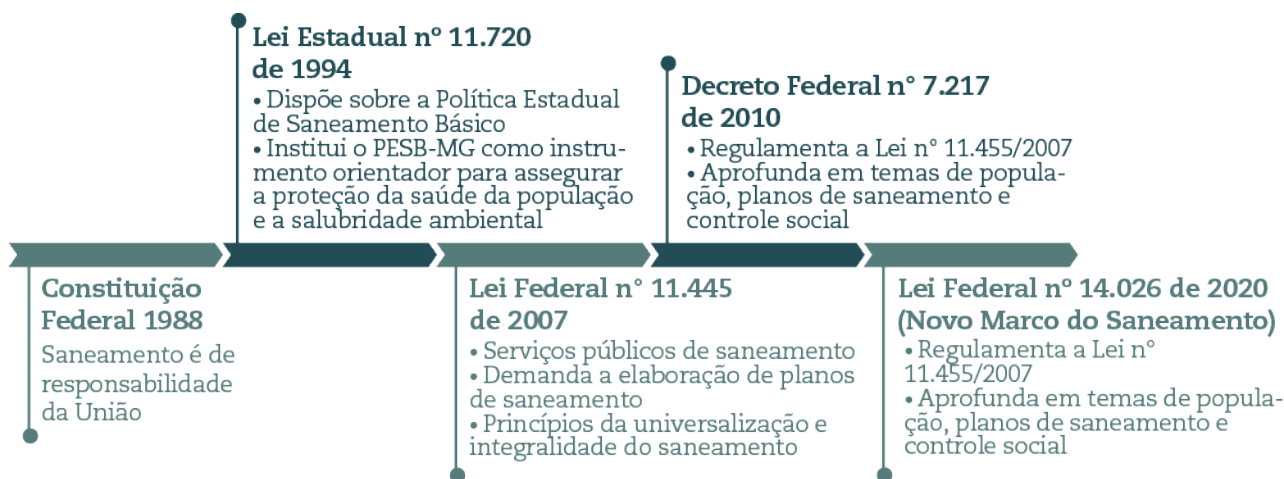 Lei Estadual nº 11.720
de 1994
• Dispõe sobre a Política Estadual
de Saneamento Básico
• Institui o PESB-MG como instru-
mento orientador para assegurar
a proteção da saúde da população
e a salubridade ambiental
Decreto Federal n° 7.217
de 2010
• Regulamenta a Lei n° 11.455/2007
• Aprofunda em temas de popula-
ção, planos de saneamento e
controle social
Constituição
Federal 1988
Saneamento é de
responsabilidade
da União
Lei Federal n° 11.445
de 2007
• Serviços públicos de saneamento
• Demanda a elaboração de planos
de saneamento
• Princípios da universalização e
integralidade do saneamento
Lei Federal nº 14.026 de 2020
(Novo Marco do Saneamento)
• Regulamenta a Lei n°
11.455/2007
• Aprofunda em temas de popula-
ção, planos de saneamento e
controle social